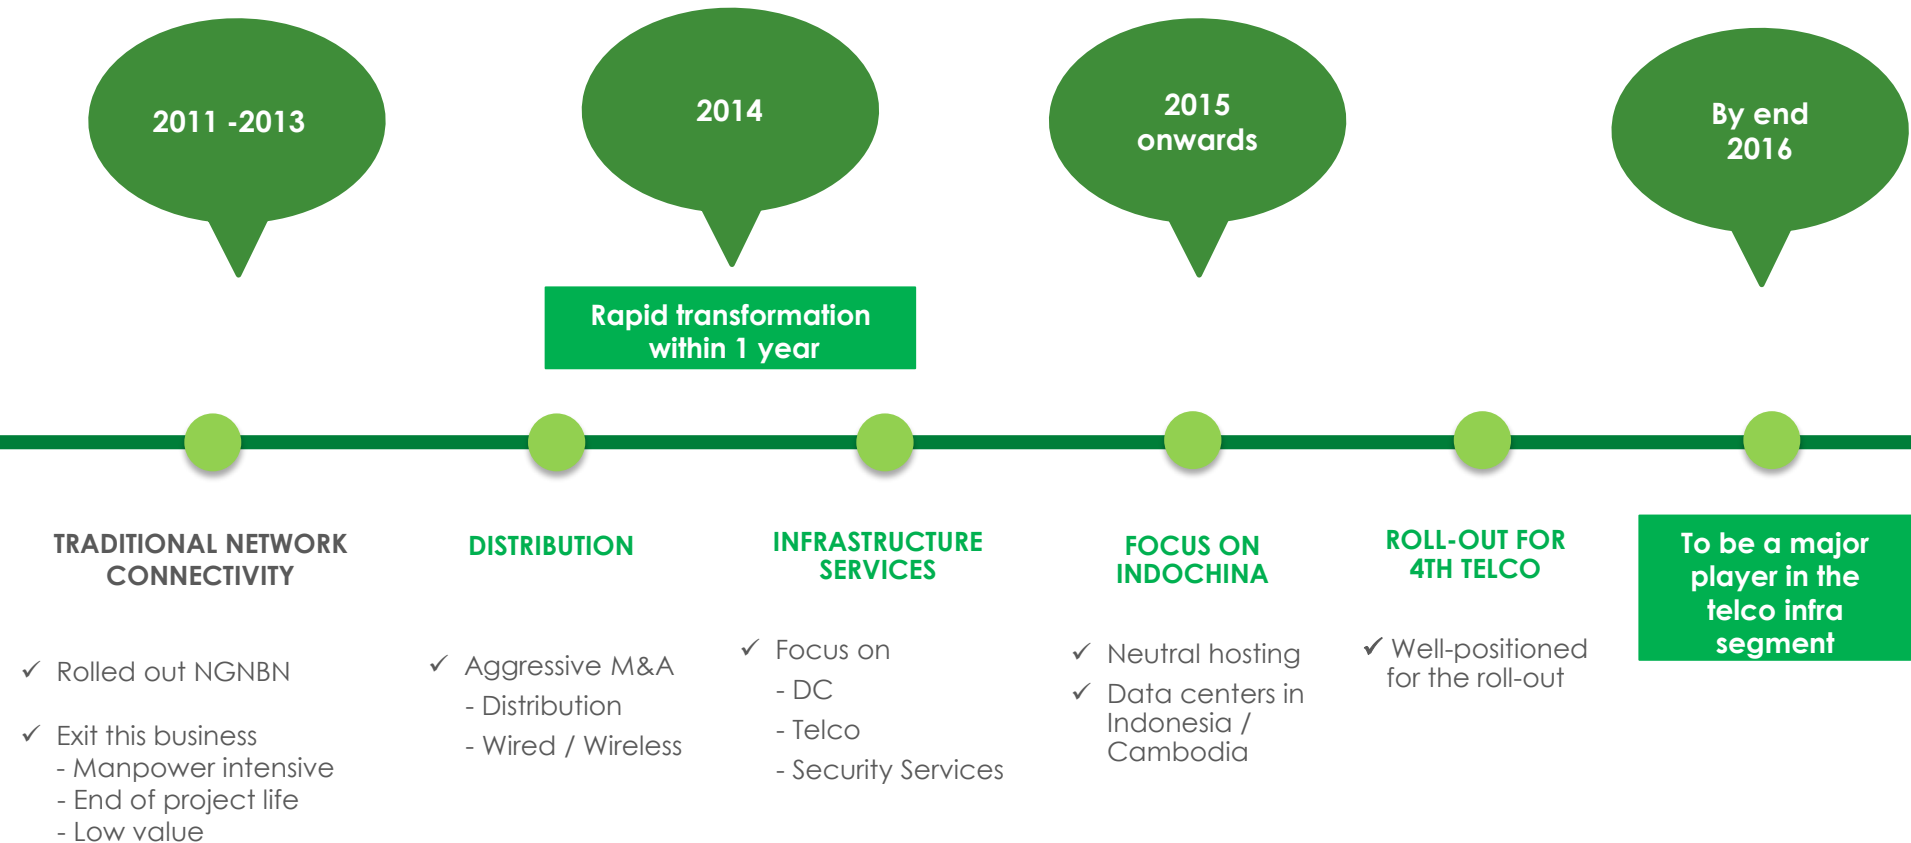 2011 -2013
2014
2015
onwards
By end
2016
Rapid transformation
within 1 year
TRADITIONAL NETWORK
CONNECTIVITY
✓ Rolled out NGNBN
✓ Exit this business
- Manpower intensive
- End of project life
- Low value
DISTRIBUTION
✓ Aggressive M&A
- Distribution
- Wired / Wireless
INFRASTRUCTURE
SERVICES
✓ Focus on
- DC
- Telco
- Security Services
FOCUS ON
INDOCHINA
✓ Neutral hosting
✓ Data centers in
Indonesia /
Cambodia
ROLL-OUT FOR
4TH TELCO
✓ Well-positioned
for the roll-out
To be a major
player in the
telco infra
segment